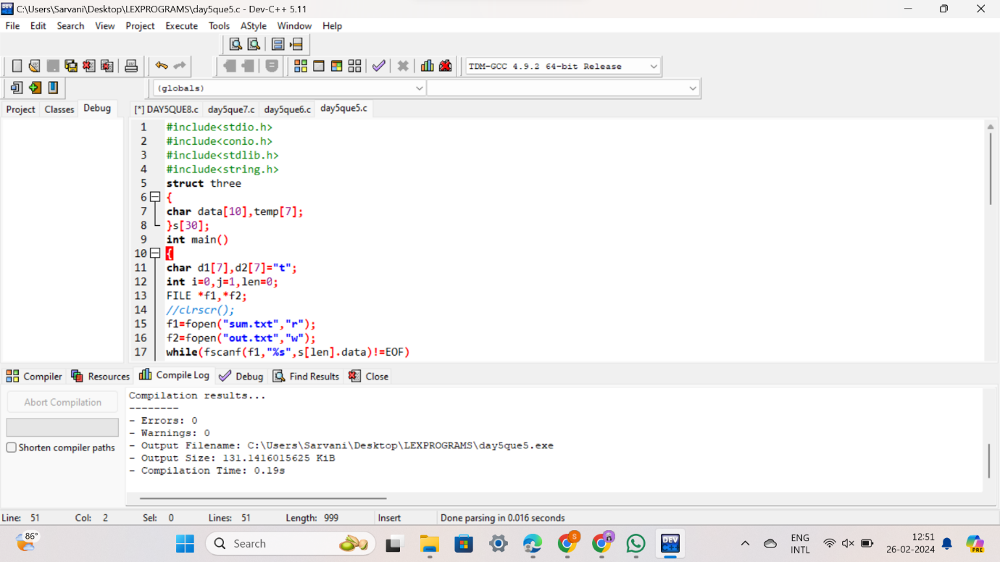 C:\Users\Sarvani\Desktop\LEXPROGRAMS\day5que5.c - Dev-C++ 5.11
File Edit Search View Project Execute Tools AStyle Window Help
TDM-GCC 4.9.2 64-bit Release
(globals)
Project Classes Debug
[*] DAY5QUE8.c day5que7.c day5que6.c day5que5.c
1 #include<stdio.h>
2 #include<conio.h>
3 #include<stdlib.h>
4 #include<string.h>
5 struct three
6 {
7 char data[10],temp[7];
8 }s[30];
9 int main()
10 {
11 char d1[7],d2[7]="t";
12 int i=0,j=1,len=0;
13 FILE *f1,*f2;
14 //clrscr();
15 f1=fopen("sum.txt","r");
16 f2=fopen("out.txt","w");
17 while(fscanf(f1,"%s",s[len].data)!=EOF)
Compiler Resources Compile Log Debug Find Results Close
Abort Compilation
Shorten compiler paths
Compilation results...
--------
- Errors: 0
- Warnings: 0
- Output Filename: C:\Users\Sarvani\Desktop\LEXPROGRAMS\day5que5.exe
- Output Size: 131.1416015625 KiB
- Compilation Time: 0.19s
Line: 51 Col: 2 Sel: 0 Lines: 51 Length: 999 Insert Done parsing in 0.016 seconds
86°
Search
S
DEV
ENG
INTL
12:51
26-02-2024
PRE